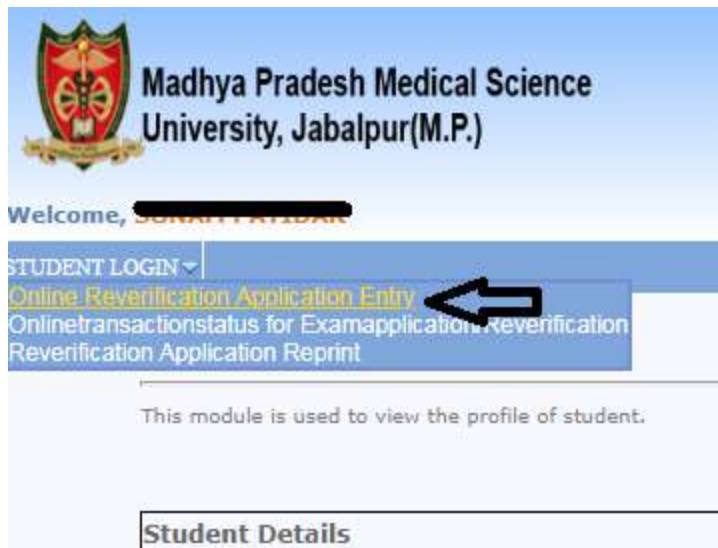 Madhya Pradesh Medical Science
University, Jabalpur(M.P.)
Welcome,
STUDENT LOGIN
Online Reverification Application Entry
Onlinetransactionstatus for Examapplication Reverification
Reverification Application Reprint
This module is used to view the profile of student.
Student Details